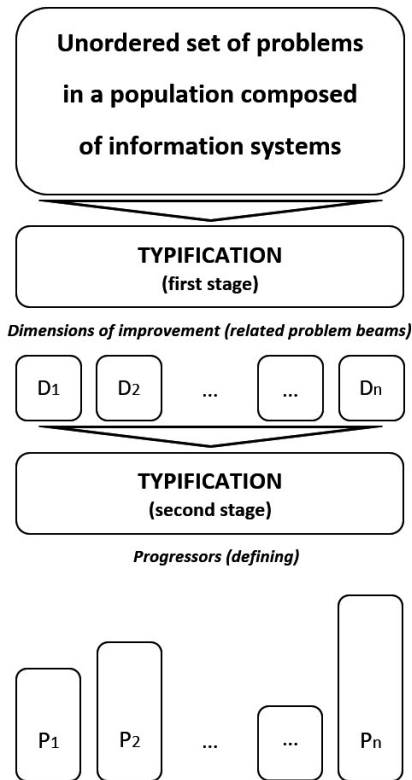 Unordered set of problems
in a population composed
of information systems
TYPIFICATION
(first stage)
Dimensions of improvement (related problem beams)
D1 D2 ... ... Dn
TYPIFICATION
(second stage)
Progressors (defining)
P1 P2 ... ... Pn